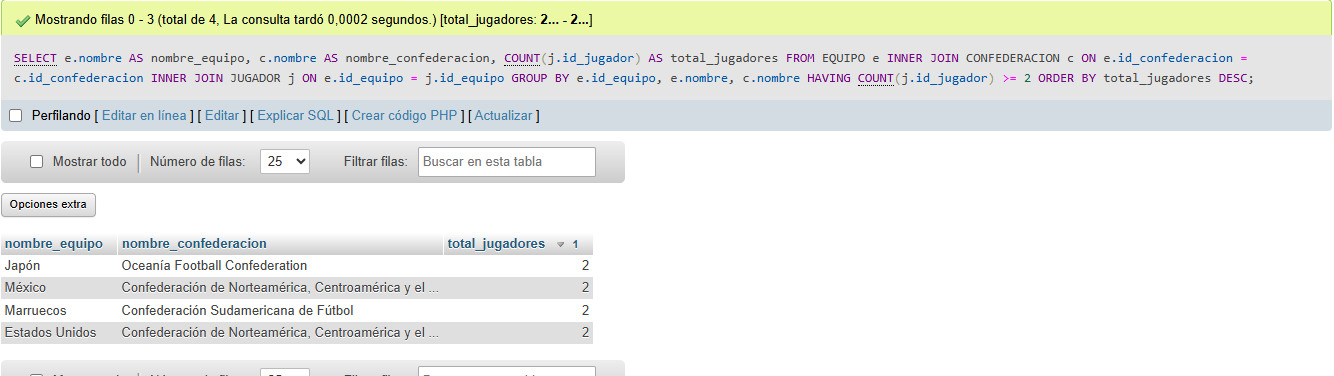 Mostrando filas 0 - 3 (total de 4, La consulta tardó 0,0002 segundos.) [total_jugadores: 2... - 2...]
SELECT e.nombre AS nombre_equipo, c.nombre AS nombre_confederacion, COUNT(j.id_jugador) AS total_jugadores FROM EQUIPO e INNER JOIN CONFEDERACION c ON e.id_confederacion =
c.id_confederacion INNER JOIN JUGADOR j ON e.id_equipo = j.id_equipo GROUP BY e.id_equipo, e.nombre, c.nombre HAVING COUNT(j.id_jugador) >= 2 ORDER BY total_jugadores DESC;
Perfilando [ Editar en línea ] [ Editar ] [ Explicar SQL ] [ Crear código PHP ] [ Actualizar ]
Mostrar todo Número de filas: 25 Filtrar filas: Buscar en esta tabla
Opciones extra
nombre_equipo nombre_confederacion total_jugadores 1
Japón Oceanía Football Confederation 2
México Confederación de Norteamérica, Centroamérica y el ... 2
Marruecos Confederación Sudamericana de Fútbol 2
Estados Unidos Confederación de Norteamérica, Centroamérica y el ... 2